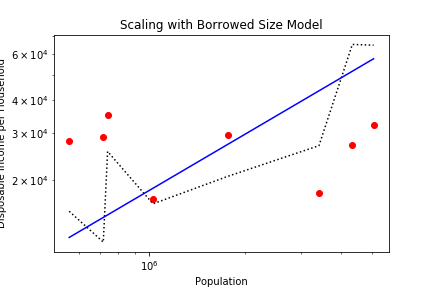 Scaling with Borrowed Size Model
Disposable Income per Household
6 × 10⁴
4 × 10⁴
3 × 10⁴
2 × 10⁴
10⁶
Population